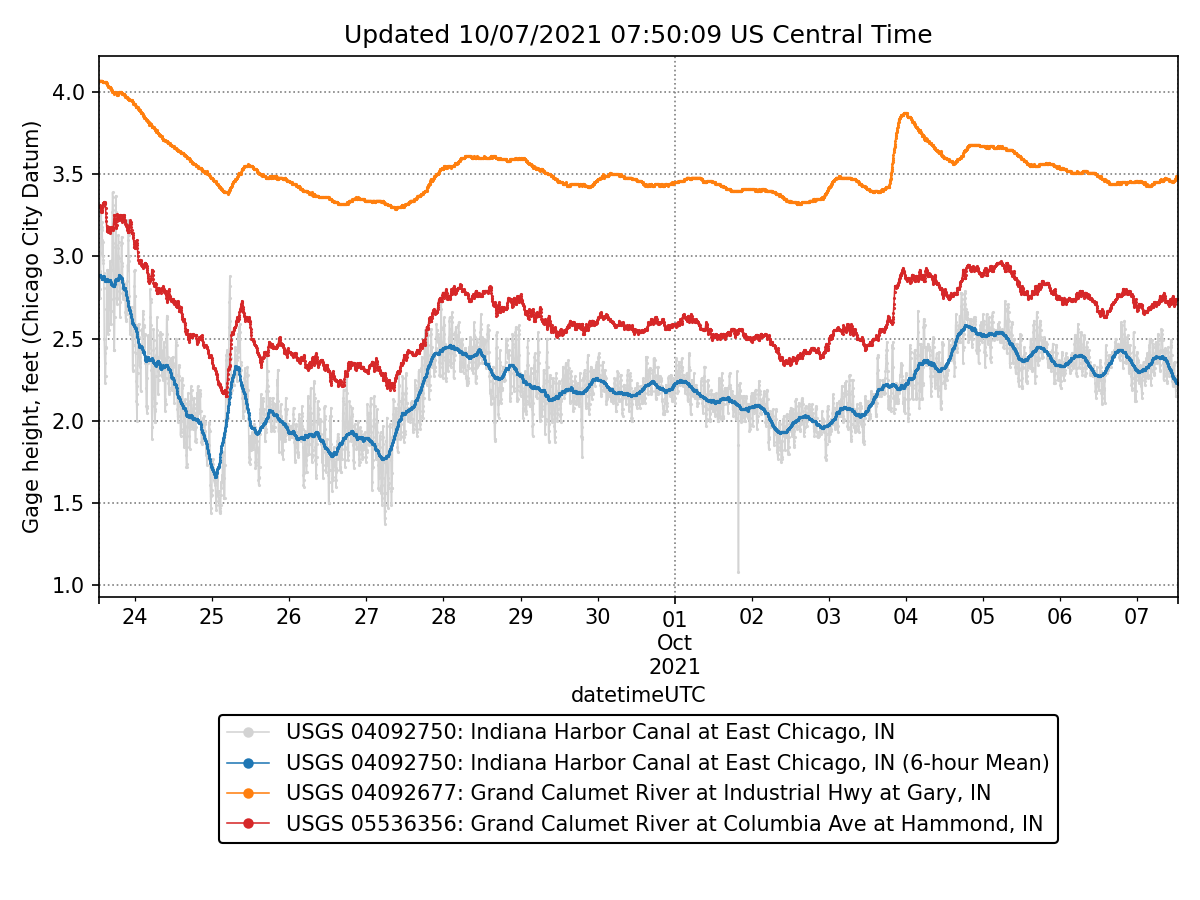 Updated 10/07/2021 07:50:09 US Central Time
Gage height, feet (Chicago City Datum)
4.0
3.5
3.0
2.5
2.0
1.5
1.0
24 25 26 27 28 29 30 01 02 03 04 05 06 07
Oct
2021
datetimeUTC
USGS 04092750: Indiana Harbor Canal at East Chicago, IN
USGS 04092750: Indiana Harbor Canal at East Chicago, IN (6-hour Mean)
USGS 04092677: Grand Calumet River at Industrial Hwy at Gary, IN
USGS 05536356: Grand Calumet River at Columbia Ave at Hammond, IN